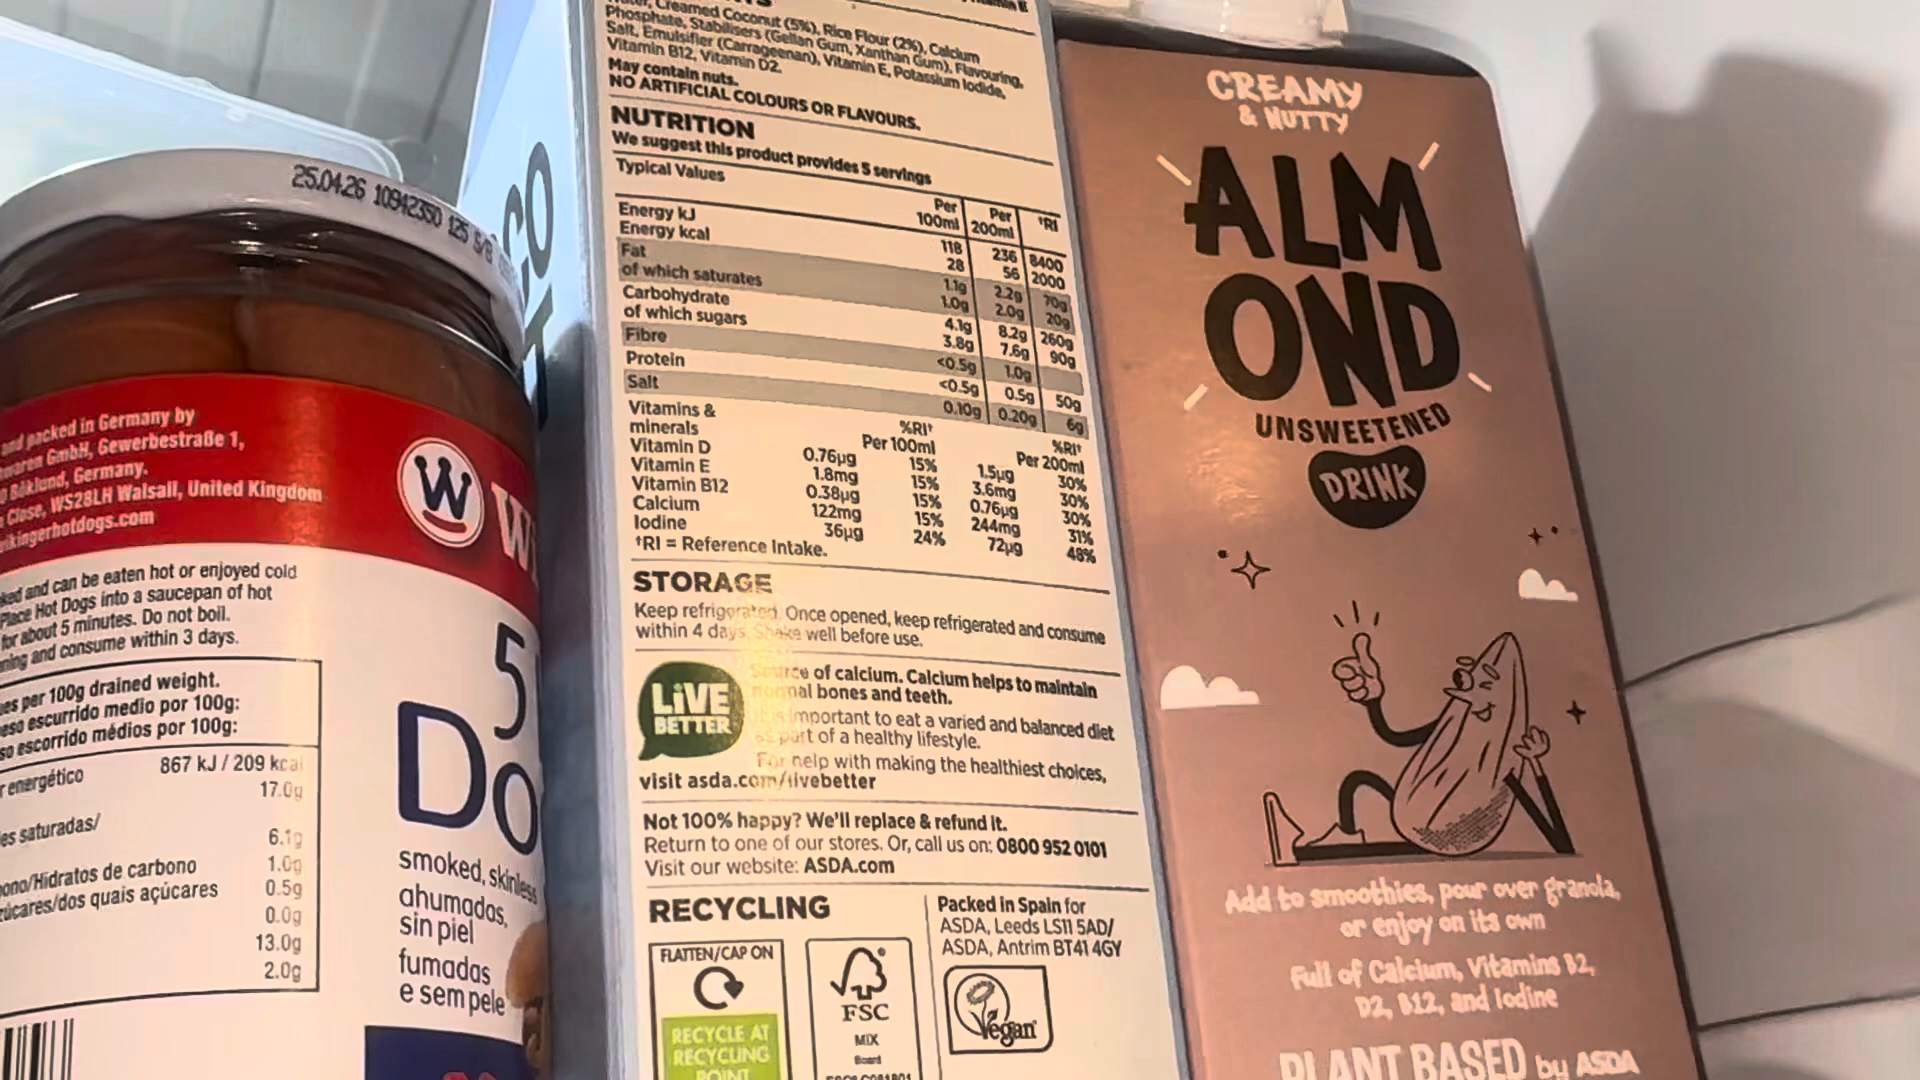 25.04.26 10942350 125 5/8
and packed in Germany by
GmbH, Gewerbestraße 1,
Böklund, Germany.
Close, WS28LH Walsall, United Kingdom
W
and can be eaten hot or enjoyed cold
Place Hot Dogs into a saucepan of hot
for about 5 minutes. Do not boil.
and consume within 3 days.
per 100g drained weight.
escurrido medio por 100g:
escorrido médios por 100g:
energético 867 kJ / 209 kcal
17.0g
saturadas/
6.1g
/Hidratos de carbono 1.0g
/dos quais açúcares 0.5g
0.0g
13.0g
2.0g
5
smoked, skinless
ahumadas,
sin piel
fumadas
e sem pele
Creamed Coconut (5%), Rice Flour (2%), Calcium
Phosphate, Stabilisers (Gellan Gum, Xanthan Gum), Flavouring,
Salt, Emulsifier (Carrageenan), Vitamin E, Potassium Iodide,
Vitamin B12, Vitamin D2.
May contain nuts.
NO ARTIFICIAL COLOURS OR FLAVOURS.
NUTRITION
We suggest this product provides 5 servings
Typical Values Per 100ml Per 200ml †RI
Energy kJ 118 236 8400
Energy kcal 28 56 2000
Fat 1.1g 2.2g 70g
of which saturates 1.0g 2.0g 20g
Carbohydrate 4.1g 8.2g 260g
of which sugars 3.8g 7.6g 90g
Fibre <0.5g 1.0g
Protein <0.5g 0.5g 50g
Salt 0.10g 0.20g 6g
Vitamins & minerals %RI† Per 100ml %RI† Per 200ml
Vitamin D 0.76µg 15% 1.5µg 30%
Vitamin E 1.8mg 15% 3.6mg 30%
Vitamin B12 0.38µg 15% 0.76µg 30%
Calcium 122mg 15% 244mg 31%
Iodine 36µg 24% 72µg 48%
†RI = Reference Intake.
STORAGE
Keep refrigerated. Once opened, keep refrigerated and consume
within 4 days. Shake well before use.
LiVE
BETTER
Source of calcium. Calcium helps to maintain
normal bones and teeth.
It is important to eat a varied and balanced diet
as part of a healthy lifestyle.
For help with making the healthiest choices,
visit asda.com/livebetter
Not 100% happy? We'll replace & refund it.
Return to one of our stores. Or, call us on: 0800 952 0101
Visit our website: ASDA.com
RECYCLING
FLATTEN/CAP ON
RECYCLE AT
RECYCLING
POINT
FSC
MIX
Board
Packed in Spain for
ASDA, Leeds LS11 5AD/
ASDA, Antrim BT41 4GY
Vegan
CREAMY
& NUTTY
ALM
OND
UNSWEETENED
DRINK
Add to smoothies, pour over granola,
or enjoy on its own
Full of Calcium, Vitamins B2,
D2, B12, and Iodine
PLANT BASED by ASDA